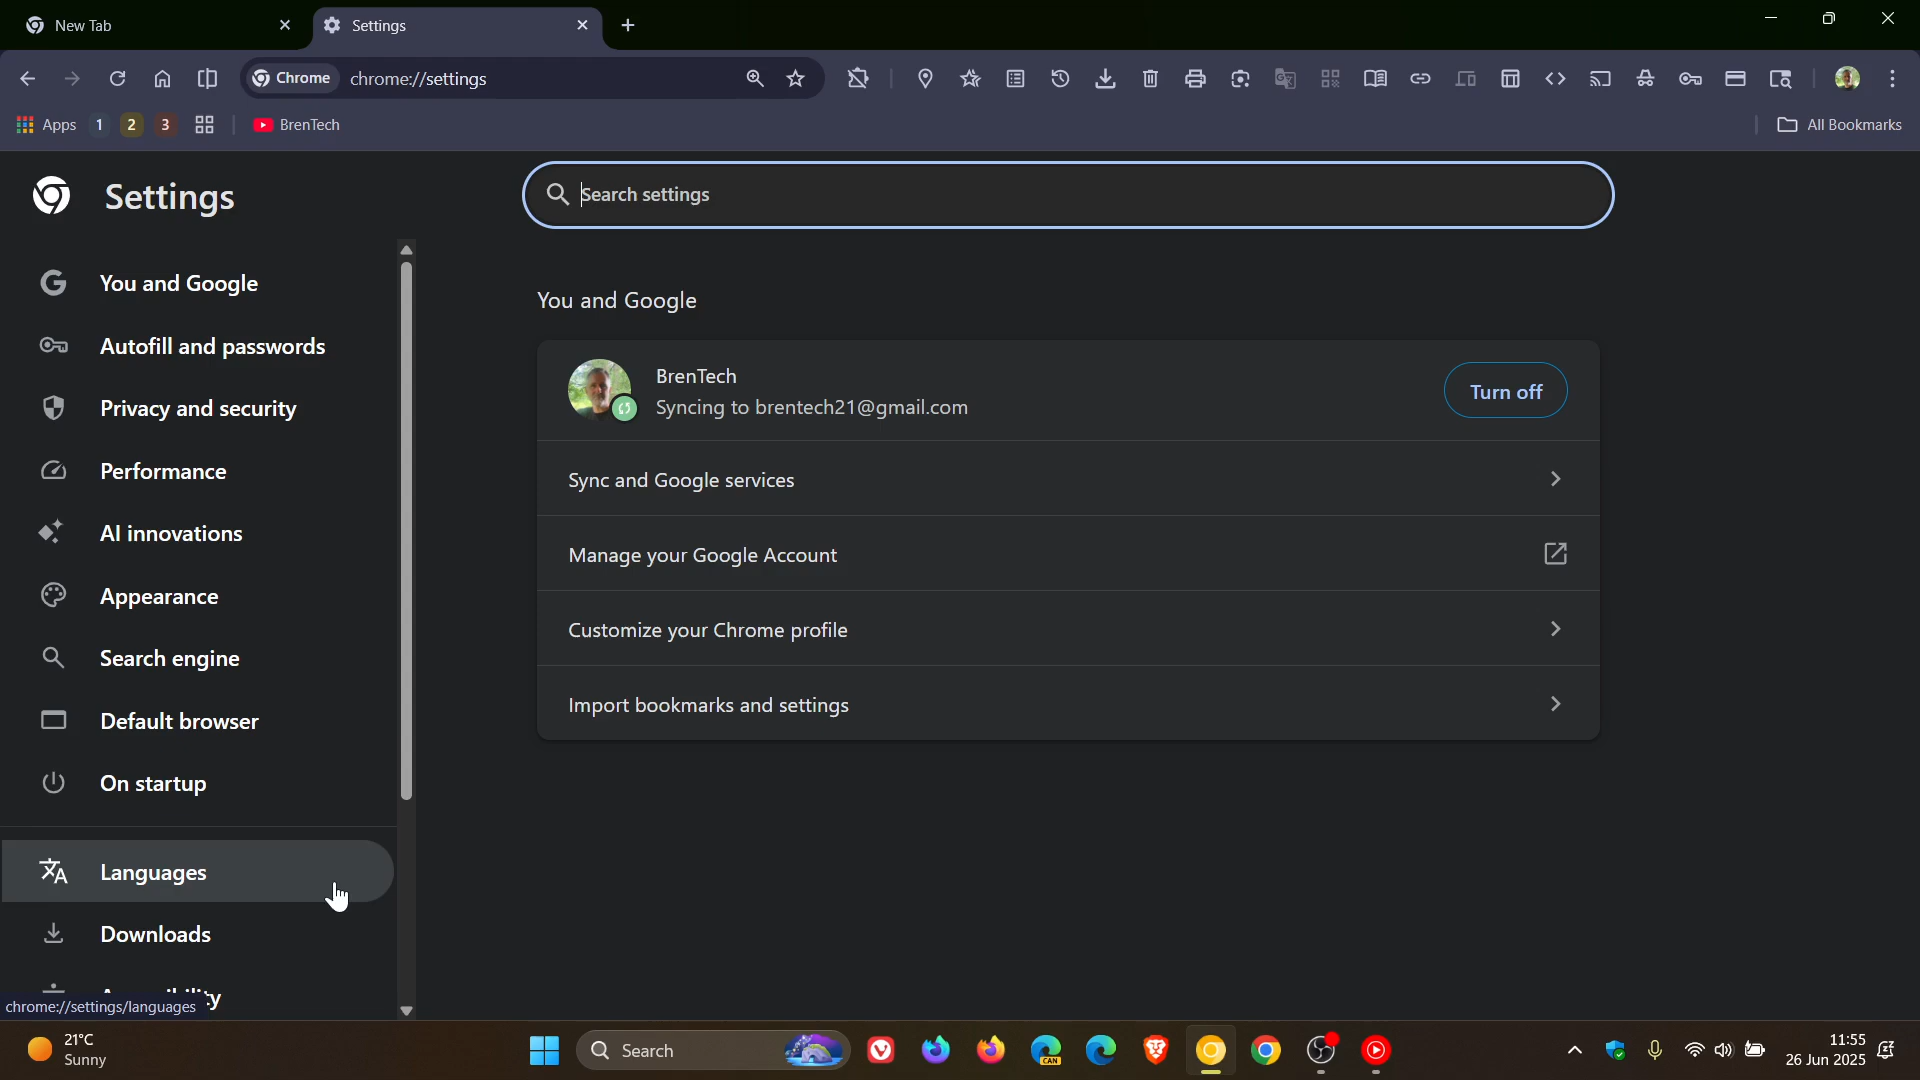 New Tab
Settings
Chrome
chrome://settings
Apps
1
2
3
BrenTech
All Bookmarks
Settings
Search settings
You and Google
Autofill and passwords
Privacy and security
Performance
AI innovations
Appearance
Search engine
Default browser
On startup
Languages
Downloads
chrome://settings/languages
You and Google
BrenTech
Syncing to brentech21@gmail.com
Turn off
Sync and Google services
Manage your Google Account
Customize your Chrome profile
Import bookmarks and settings
21°C
Sunny
Search
CAN
11:55
26 Jun 2025